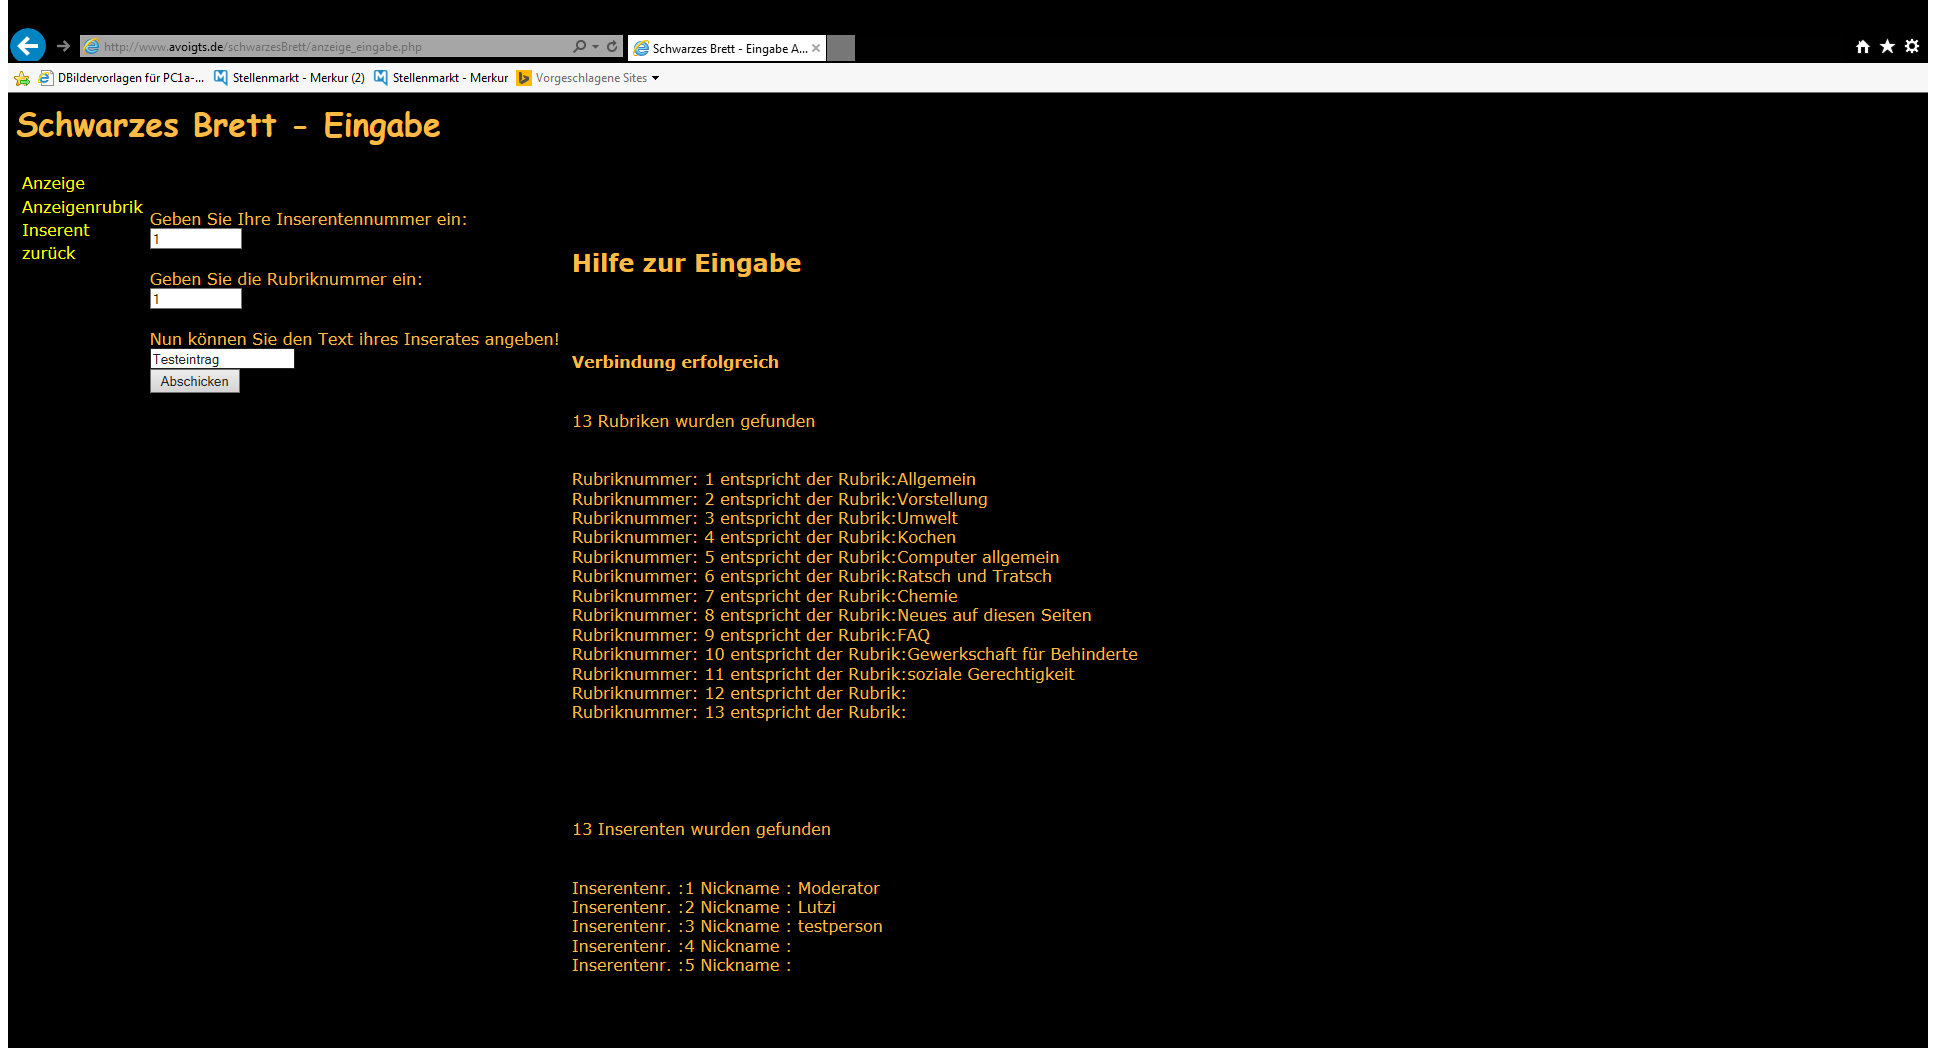 http://www.avoigts.de/schwarzesBrett/anzeige_eingabe.php
Schwarzes Brett - Eingabe A...
DBildervorlagen für PC1a-... Stellenmarkt - Merkur (2) Stellenmarkt - Merkur Vorgeschlagene Sites
Schwarzes Brett - Eingabe
Anzeige
Anzeigenrubrik
Inserent
zurück
Geben Sie Ihre Inserentennummer ein:
1
Geben Sie die Rubriknummer ein:
1
Nun können Sie den Text ihres Inserates angeben!
Testeintrag
Abschicken
Hilfe zur Eingabe
Verbindung erfolgreich
13 Rubriken wurden gefunden
Rubriknummer: 1 entspricht der Rubrik:Allgemein
Rubriknummer: 2 entspricht der Rubrik:Vorstellung
Rubriknummer: 3 entspricht der Rubrik:Umwelt
Rubriknummer: 4 entspricht der Rubrik:Kochen
Rubriknummer: 5 entspricht der Rubrik:Computer allgemein
Rubriknummer: 6 entspricht der Rubrik:Ratsch und Tratsch
Rubriknummer: 7 entspricht der Rubrik:Chemie
Rubriknummer: 8 entspricht der Rubrik:Neues auf diesen Seiten
Rubriknummer: 9 entspricht der Rubrik:FAQ
Rubriknummer: 10 entspricht der Rubrik:Gewerkschaft für Behinderte
Rubriknummer: 11 entspricht der Rubrik:soziale Gerechtigkeit
Rubriknummer: 12 entspricht der Rubrik:
Rubriknummer: 13 entspricht der Rubrik:
13 Inserenten wurden gefunden
Inserentenr. :1 Nickname : Moderator
Inserentenr. :2 Nickname : Lutzi
Inserentenr. :3 Nickname : testperson
Inserentenr. :4 Nickname :
Inserentenr. :5 Nickname :